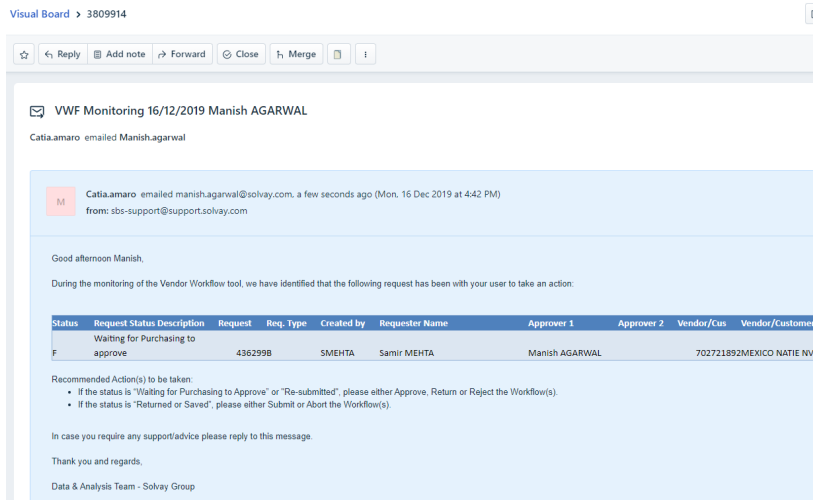 Visual Board > 3809914
Reply Add note Forward Close Merge
VWF Monitoring 16/12/2019 Manish AGARWAL
Catia.amaro emailed Manish.agarwal
M
Catia.amaro emailed manish.agarwal@solvay.com, a few seconds ago (Mon, 16 Dec 2019 at 4:42 PM)
from: sbs-support@support.solvay.com
Good afternoon Manish,
During the monitoring of the Vendor Workflow tool, we have identified that the following request has been with your user to take an action:
Status Request Status Description Request Req. Type Created by Requester Name Approver 1 Approver 2 Vendor/Cus Vendor/Customer
Waiting for Purchasing to
F approve 436299B SMEHTA Samir MEHTA Manish AGARWAL 702721892MEXICO NATIE NV
Recommended Action(s) to be taken:
• If the status is “Waiting for Purchasing to Approve” or "Re-submitted", please either Approve, Return or Reject the Workflow(s).
• If the status is “Returned or Saved”, please either Submit or Abort the Workflow(s).
In case you require any support/advice please reply to this message.
Thank you and regards,
Data & Analysis Team - Solvay Group